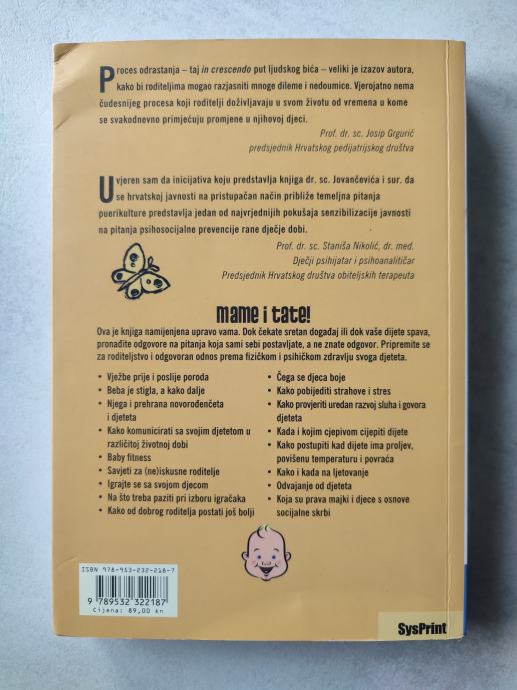 Proces odrastanja – taj in crescendo put ljudskog bića – veliki je izazov autora,
kako bi roditeljima mogao razjasniti mnoge dileme i nedoumice. Vjerojatno nema
čudesnijeg procesa koji roditelji doživljavaju u svom životu od vremena u kome
se svakodnevno primjećuju promjene u njihovoj djeci.
Prof. dr. sc. Josip Grgurić
predsjednik Hrvatskog pedijatrijskog društva
Uvjeren sam da inicijativa koju predstavlja knjiga dr. sc. Jovančevića i sur. da
se hrvatskoj javnosti na pristupačan način približe temeljna pitanja
puerikulture predstavlja jedan od najvrjednijih pokušaja senzibilizacije javnosti
na pitanja psihosocijalne prevencije rane dječje dobi.
Prof. dr. sc. Staniša Nikolić, dr. med.
Dječji psihijatar i psihoanalitičar
Predsjednik Hrvatskog društva obiteljskih terapeuta
mame i tate!
Ova je knjiga namijenjena upravo vama. Dok čekate sretan događaj ili dok vaše dijete spava,
pronađite odgovore na pitanja koja sami sebi postavljate, a ne znate odgovor. Pripremite se
za roditeljstvo i odgovoran odnos prema fizičkom i psihičkom zdravlju svoga djeteta.
• Vježbe prije i poslije poroda
• Beba je stigla, a kako dalje
• Njega i prehrana novorođenčeta
i djeteta
• Kako komunicirati sa svojim djetetom u
različitoj životnoj dobi
• Baby fitness
• Savjeti za (ne)iskusne roditelje
• Igrajte se sa svojom djecom
• Na što treba paziti pri izboru igračaka
• Kako od dobrog roditelja postati još bolji
• Čega se djeca boje
• Kako pobijediti strahove i stres
• Kako provjeriti uredan razvoj sluha i govora
djeteta
• Kada i kojim cjepivom cijepiti dijete
• Kako postupiti kad dijete ima proljev,
povišenu temperaturu i povraća
• Kako i kada na ljetovanje
• Odvajanje od djeteta
• Koja su prava majki i djece s osnove
socijalne skrbi
ISBN 978-953-232-218-7
9 789532 322187
Cijena: 89,00 kn
SysPrint